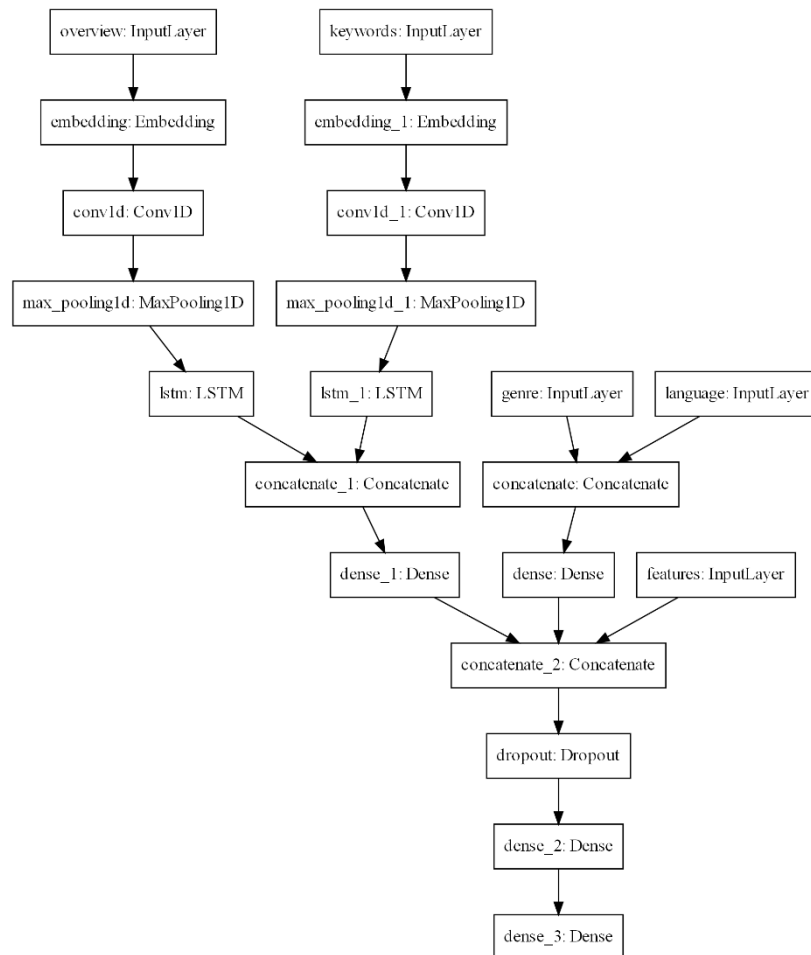 overview: InputLayer
keywords: InputLayer
embedding: Embedding
embedding_1: Embedding
conv1d: Conv1D
conv1d_1: Conv1D
max_pooling1d: MaxPooling1D
max_pooling1d_1: MaxPooling1D
lstm: LSTM
lstm_1: LSTM
genre: InputLayer
language: InputLayer
concatenate_1: Concatenate
concatenate: Concatenate
dense_1: Dense
dense: Dense
features: InputLayer
concatenate_2: Concatenate
dropout: Dropout
dense_2: Dense
dense_3: Dense